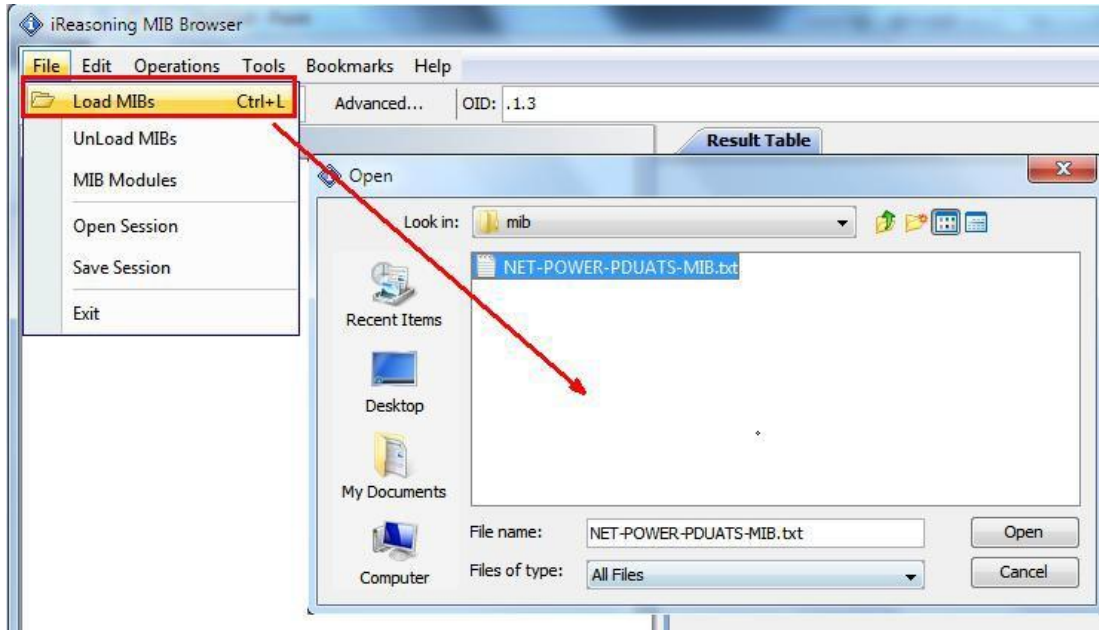 iReasoning MIB Browser
File Edit Operations Tools Bookmarks Help
Load MIBs Ctrl+L
Advanced... OID: .1.3
UnLoad MIBs
Result Table
MIB Modules
Open
Look in: mib
Open Session
NET-POWER-PDUATS-MIB.txt
Save Session
Exit
Recent Items
Desktop
My Documents
File name: NET-POWER-PDUATS-MIB.txt Open
Computer
Files of type: All Files Cancel